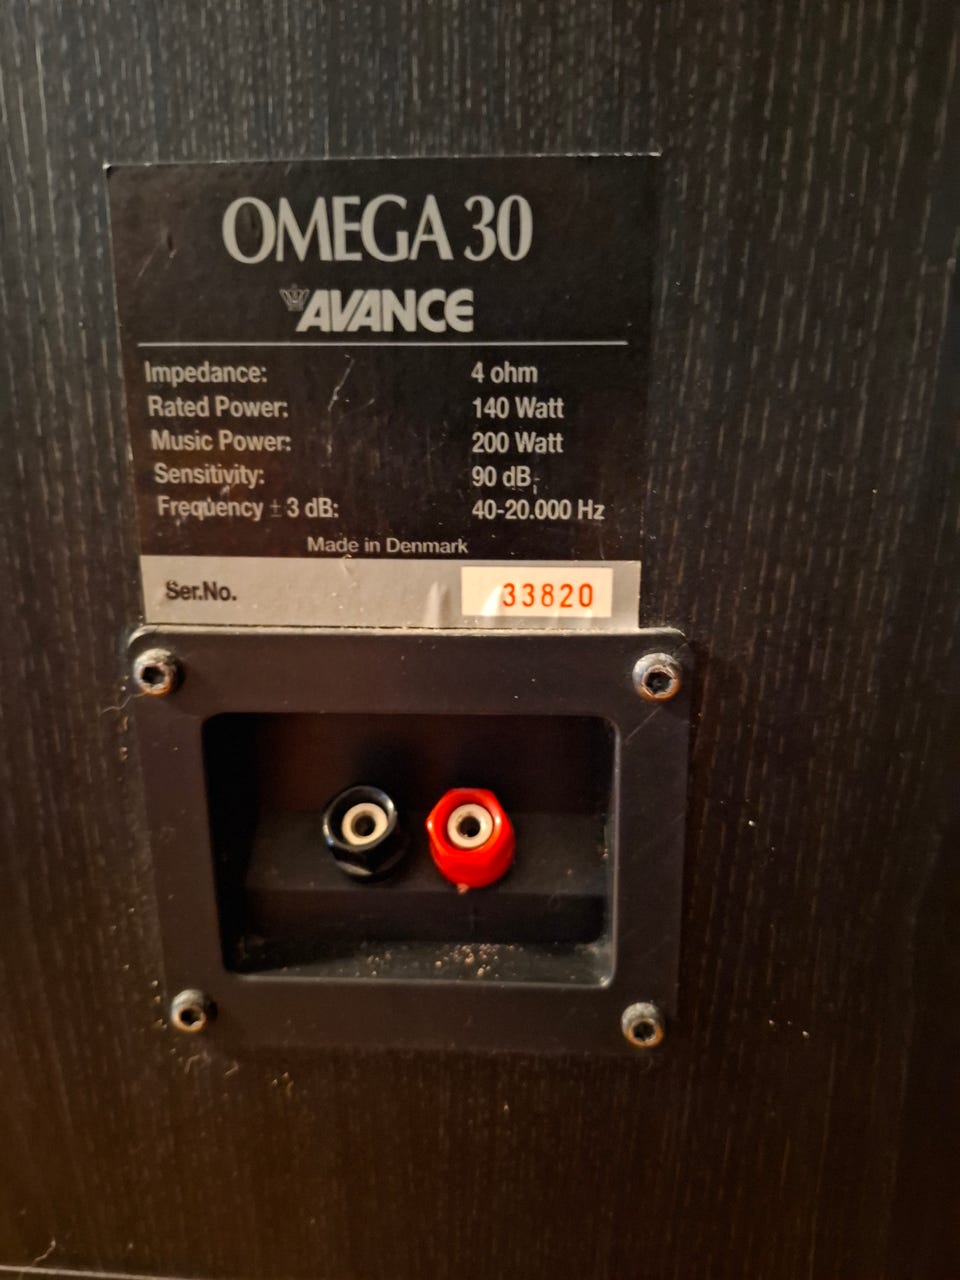 OMEGA 30
AVANCE
Impedance: 4 ohm
Rated Power: 140 Watt
Music Power: 200 Watt
Sensitivity: 90 dB
Frequency ± 3 dB: 40-20.000 Hz
Made in Denmark
Ser.No. 33820